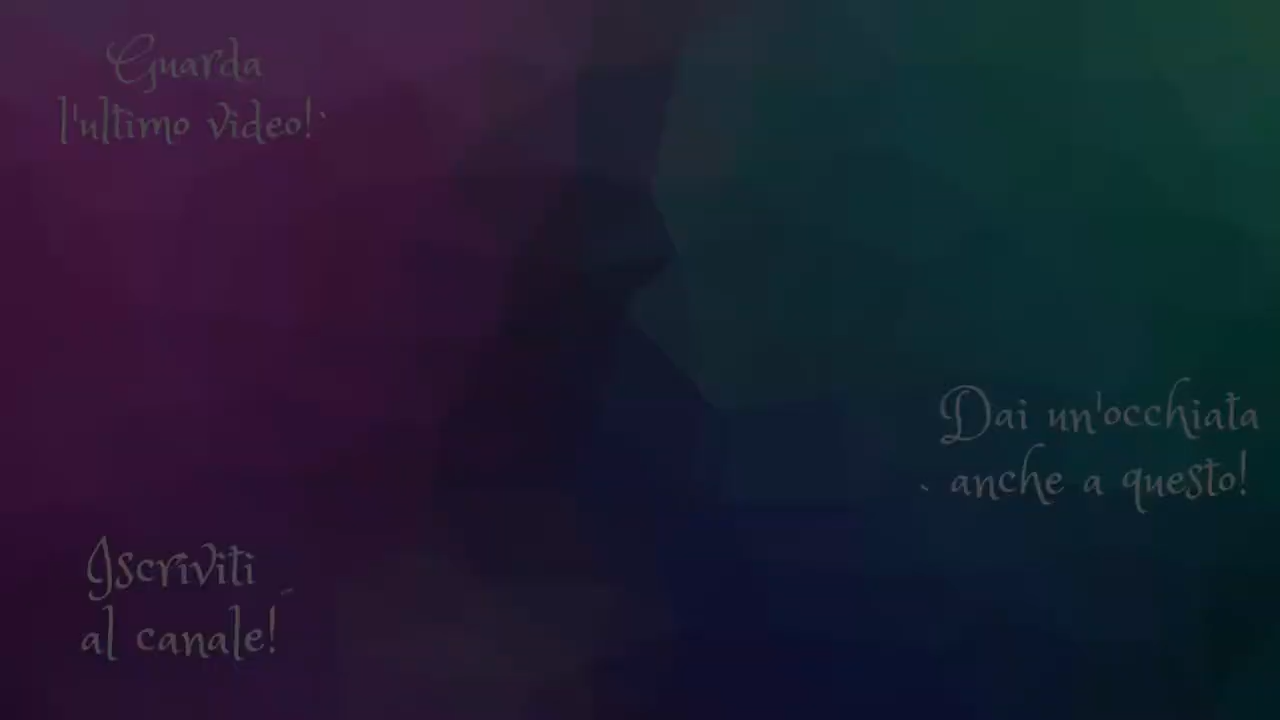 Guarda
l'ultimo video!
Dai un'occhiata
anche a questo!
Iscriviti
al canale!